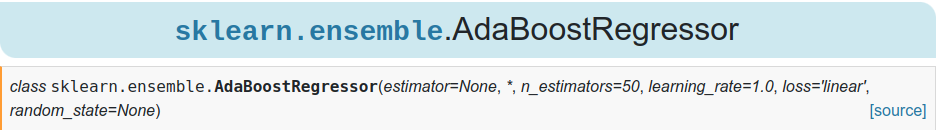 sklearn.ensemble.AdaBoostRegressor
class sklearn.ensemble.AdaBoostRegressor(estimator=None, *, n_estimators=50, learning_rate=1.0, loss='linear',
random_state=None) [source]